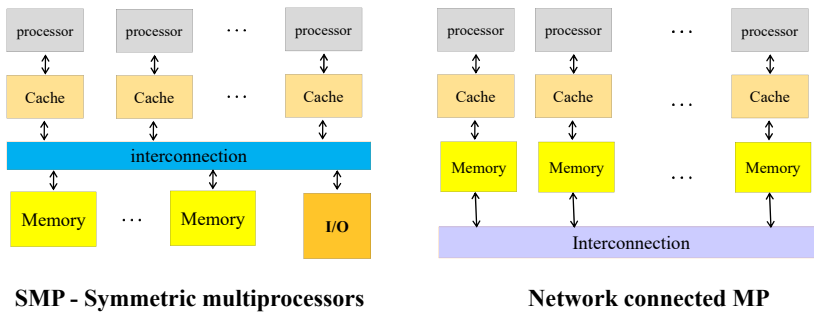 processor processor ... processor
Cache Cache ... Cache
interconnection
Memory ... Memory I/O
SMP - Symmetric multiprocessors
processor processor ... processor
Cache Cache ... Cache
Memory Memory ... Memory
Interconnection
Network connected MP